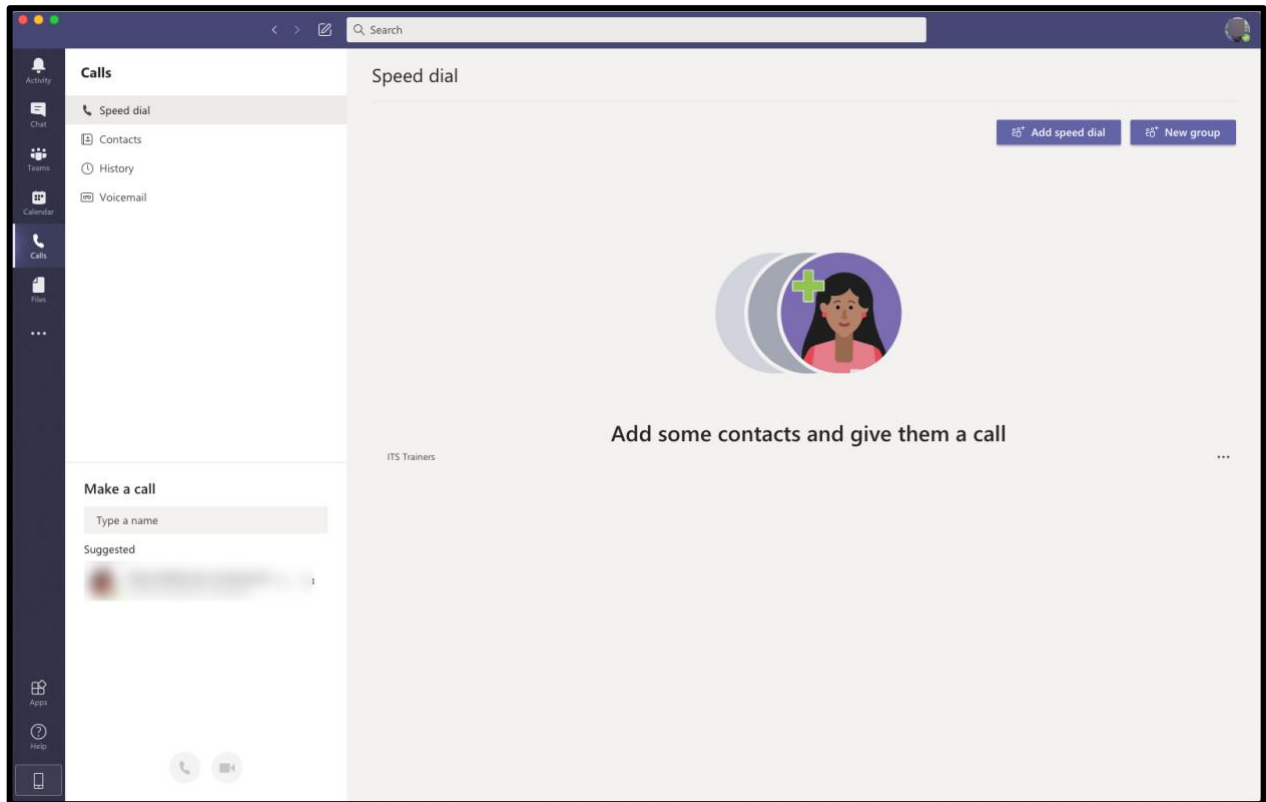 Search
Activity
Chat
Teams
Calendar
Calls
Files
Apps
Help
Calls
Speed dial
Contacts
History
Voicemail
Make a call
Type a name
Suggested
Speed dial
Add speed dial
New group
Add some contacts and give them a call
ITS Trainers